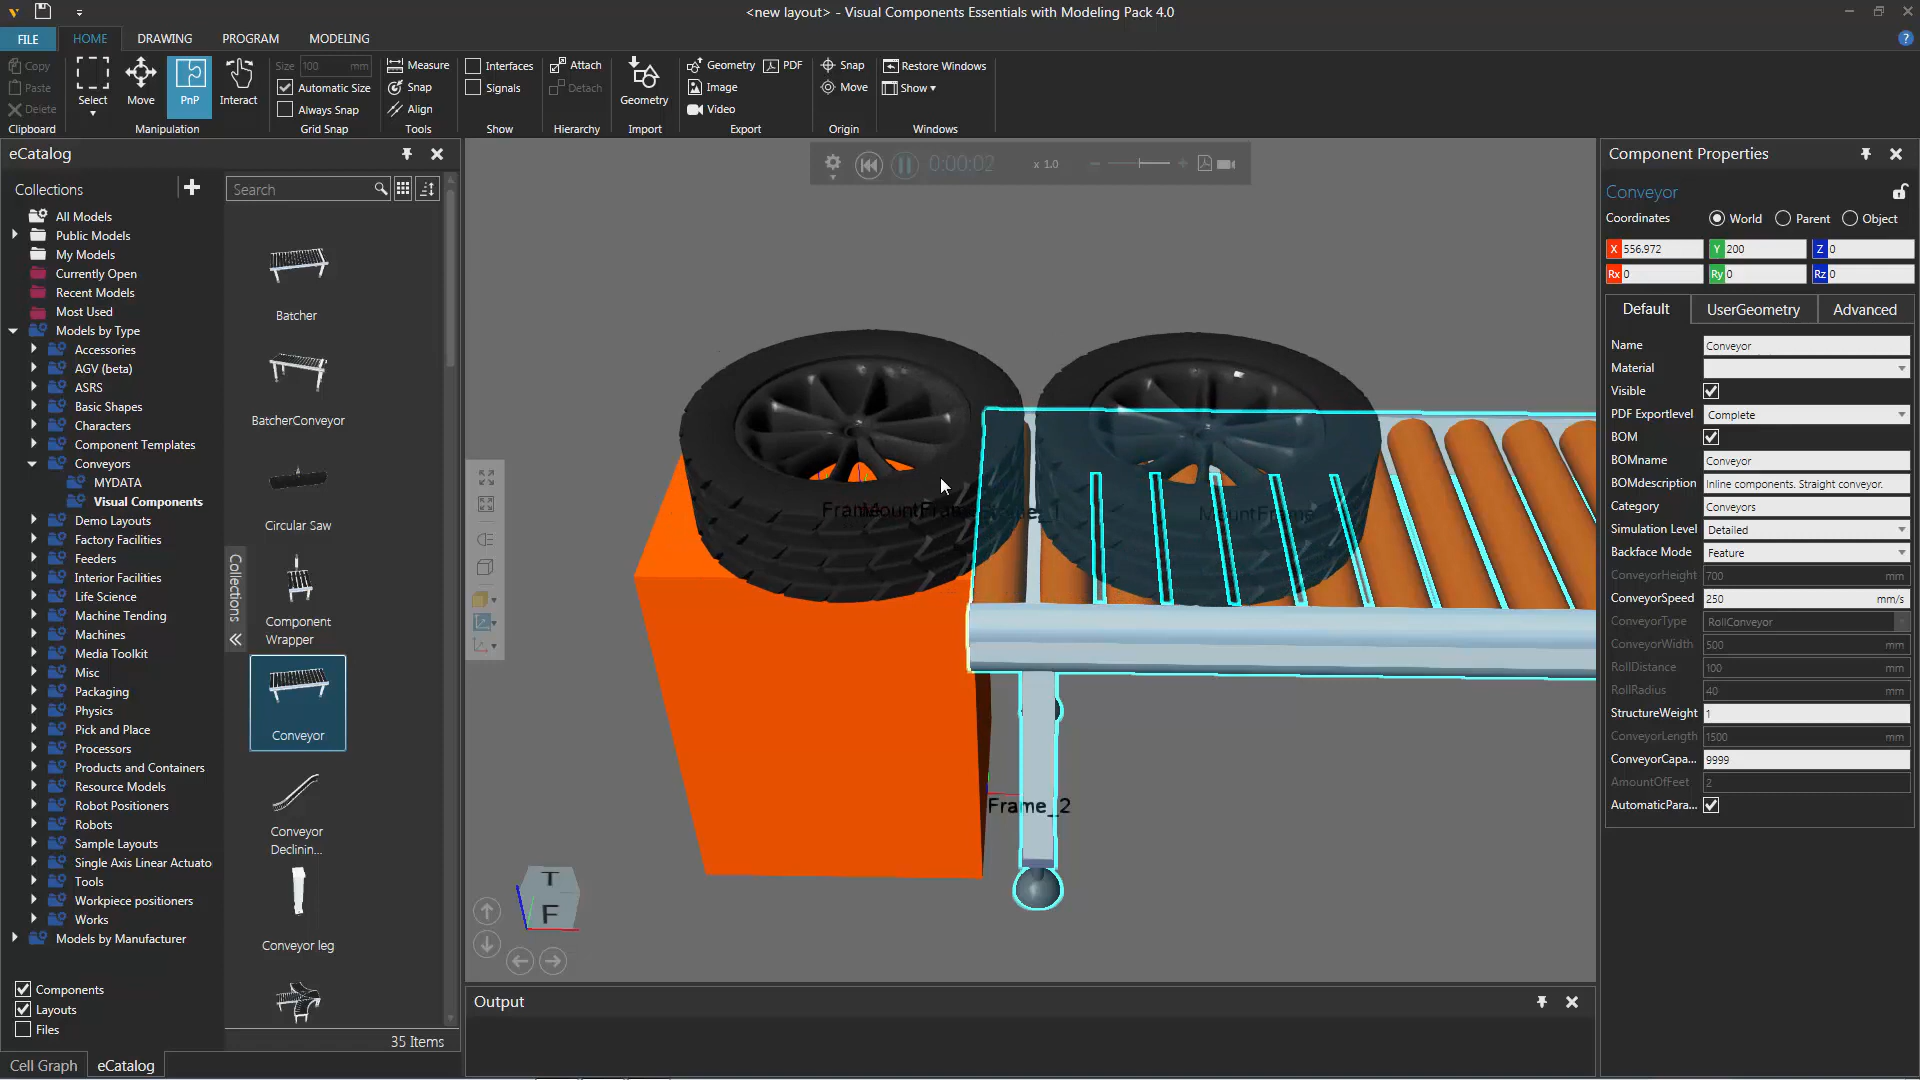 <new layout> - Visual Components Essentials with Modeling Pack 4.0
FILE HOME DRAWING PROGRAM MODELING
Copy
Paste
Delete
Clipboard
Select Move PnP Interact
Manipulation
Size 100 mm
Automatic Size
Always Snap
Grid Snap
Measure
Snap
Align
Tools
Interfaces
Signals
Show
Attach
Detach
Hierarchy
Geometry
Import
Geometry PDF
Image
Video
Export
Snap
Move
Origin
Restore Windows
Show
Windows
eCatalog
Collections
All Models
Public Models
My Models
Currently Open
Recent Models
Most Used
Models by Type
Accessories
AGV (beta)
ASRS
Basic Shapes
Characters
Component Templates
Conveyors
MYDATA
Visual Components
Demo Layouts
Factory Facilities
Feeders
Interior Facilities
Life Science
Machine Tending
Machines
Media Toolkit
Misc
Packaging
Physics
Pick and Place
Processors
Products and Containers
Resource Models
Robot Positioners
Robots
Sample Layouts
Single Axis Linear Actuato
Tools
Workpiece positioners
Works
Models by Manufacturer
Components
Layouts
Files
Cell Graph eCatalog
Collections
Search
Batcher
BatcherConveyor
Circular Saw
Component
Wrapper
Conveyor
Conveyor
Declinin...
Conveyor leg
35 Items
0:00:02 x 1.0
MountFrame
Frame_2
T
F
Output
Component Properties
Conveyor
Coordinates World Parent Object
X 556.972 Y 200 Z 0
Rx 0 Ry 0 Rz 0
Default UserGeometry Advanced
Name Conveyor
Material
Visible
PDF Exportlevel Complete
BOM
BOMname Conveyor
BOMdescription Inline components. Straight conveyor.
Category Conveyors
Simulation Level Detailed
Backface Mode Feature
ConveyorHeight 700 mm
ConveyorSpeed 250 mm/s
ConveyorType RollConveyor
ConveyorWidth 500 mm
RollDistance 100 mm
RollRadius 40 mm
StructureWeight 1
ConveyorLength 1500 mm
ConveyorCapa... 9999
AmountOfFeet 2
AutomaticPara...